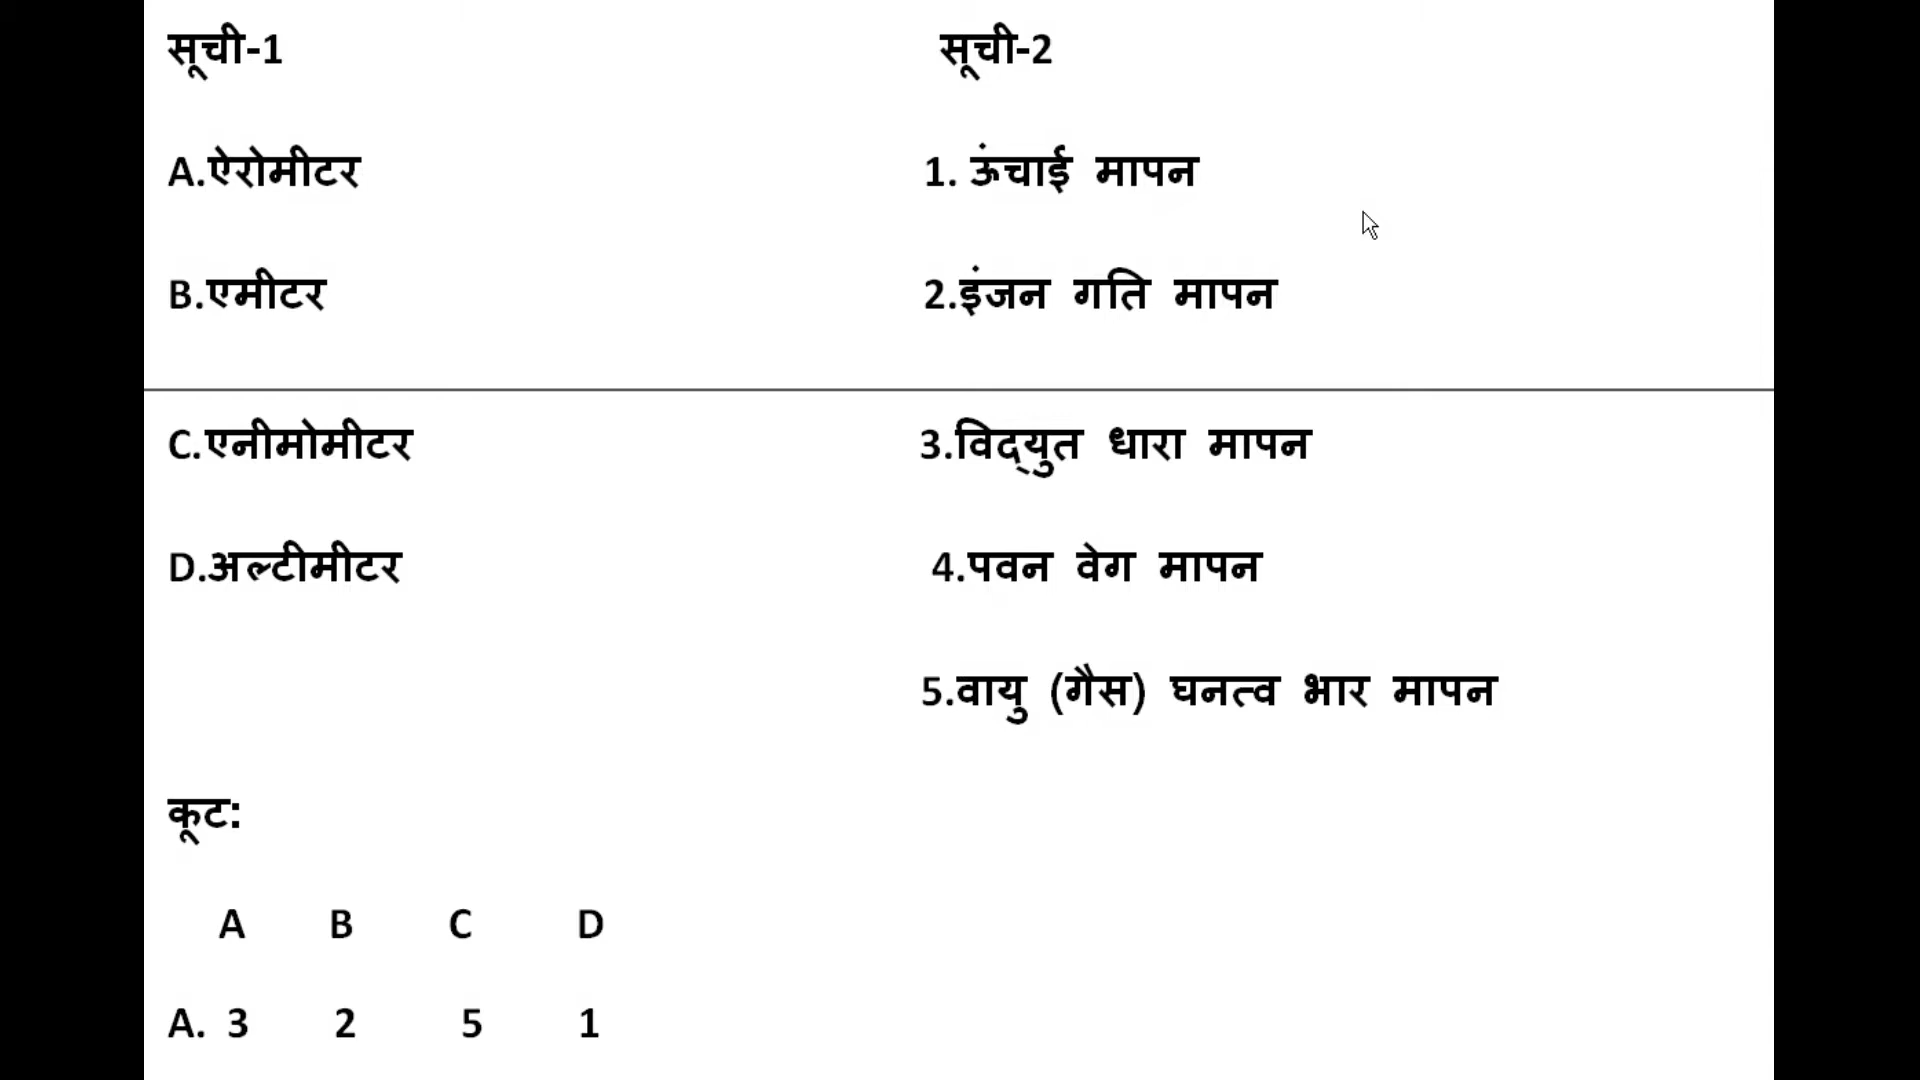 सूची-1 सूची-2
A.ऐरोमीटर 1. ऊंचाई मापन
B.एमीटर 2.इंजन गति मापन
C.एनीमोमीटर 3.विद्‌युत धारा मापन
D.अल्टीमीटर 4.पवन वेग मापन
5.वायु (गैस) घनत्व भार मापन
कूट:
A B C D
A. 3 2 5 1